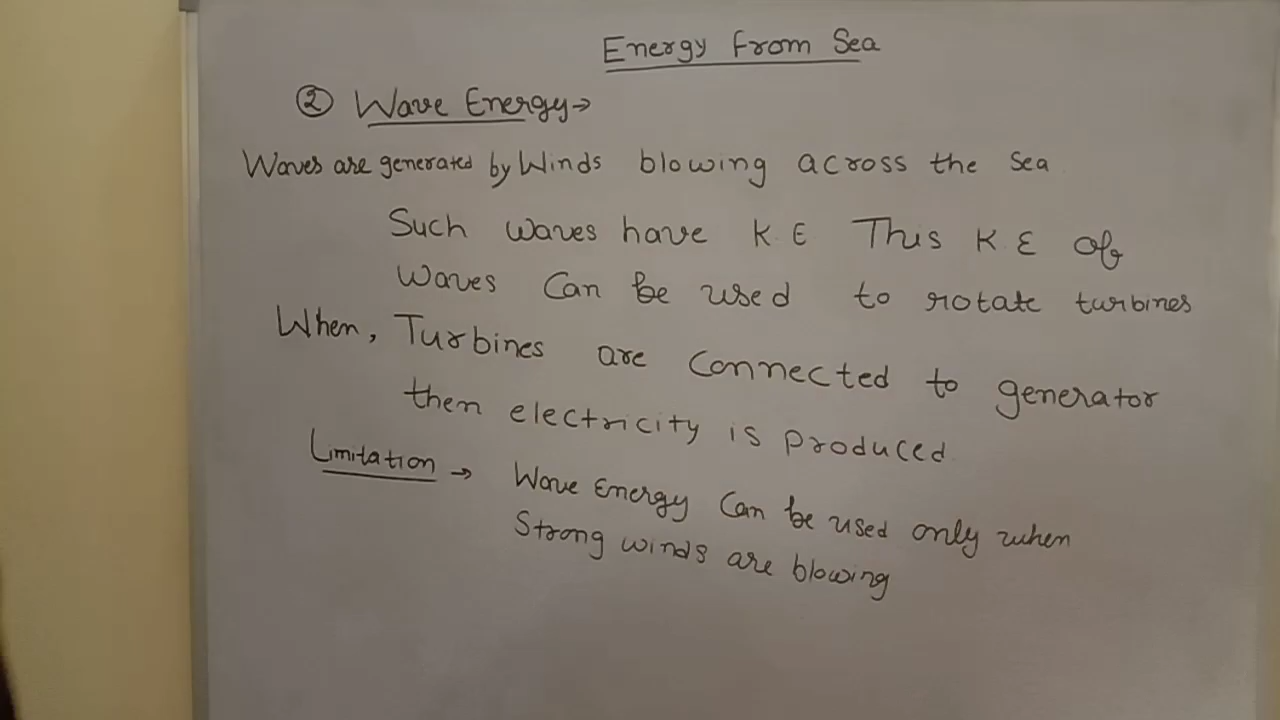 Energy From Sea
② Wave Energy→
Waves are generated by Winds blowing across the Sea
Such waves have K.E This K.E of
waves Can be used to rotate turbines
When, Turbines are Connected to generator
then electricity is produced.
Limitation → Wave Energy Can be used only when
Strong winds are blowing